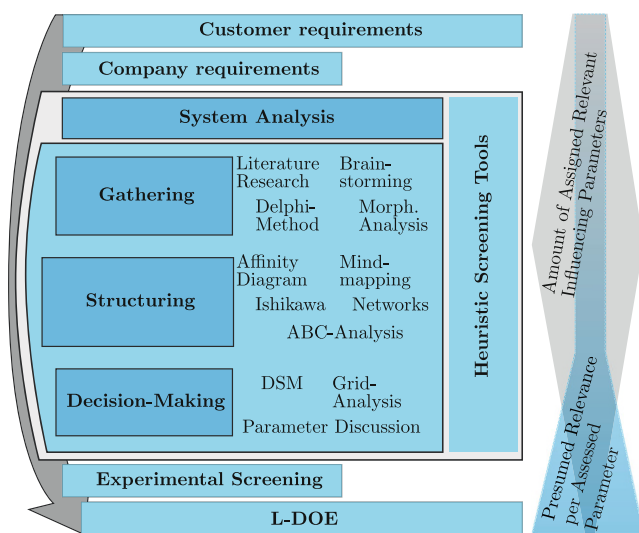 Customer requirements
Company requirements
System Analysis
Gathering
Literature
Research
Brain-
storming
Delphi-
Method
Morph.
Analysis
Structuring
Affinity
Diagram
Mind-
mapping
Ishikawa
Networks
ABC-Analysis
Decision-Making
DSM
Grid-
Analysis
Parameter Discussion
Heuristic Screening Tools
Experimental Screening
L-DOE
Amount of Assigned Relevant
Influencing Parameters
Presumed Relevance
per Assessed
Parameter